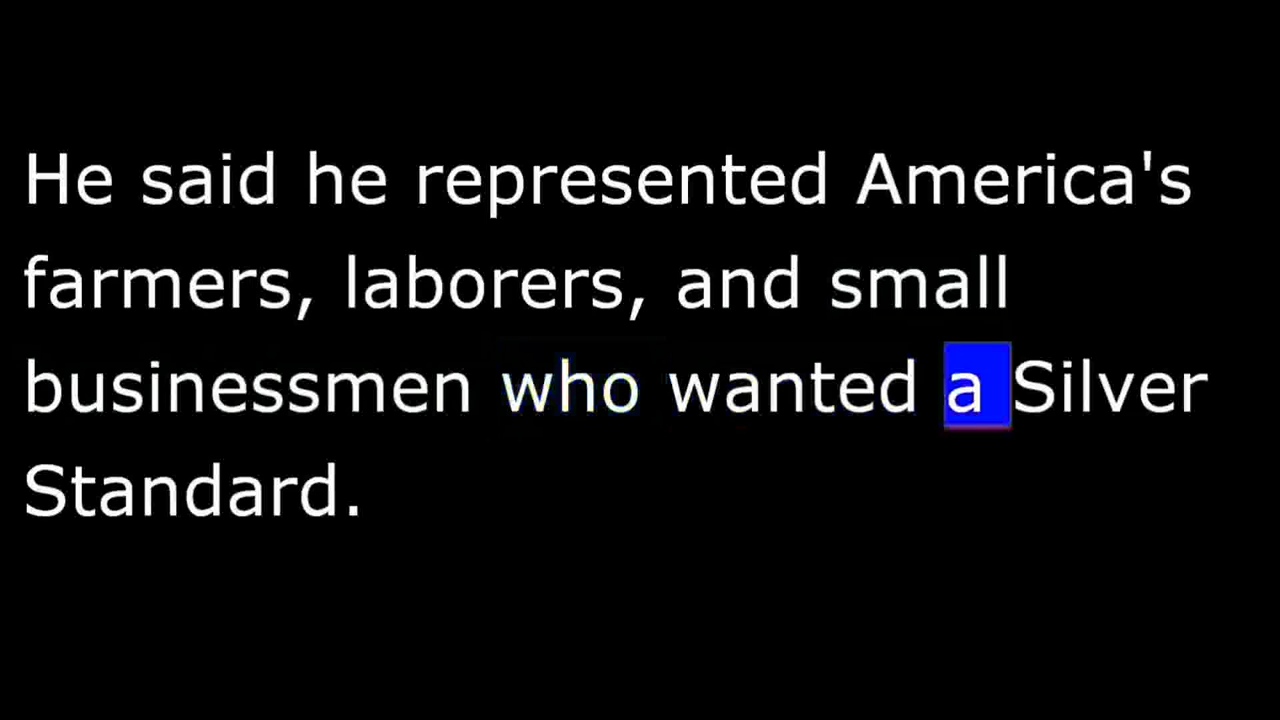 He said he represented America's
farmers, laborers, and small
businessmen who wanted a Silver
Standard.